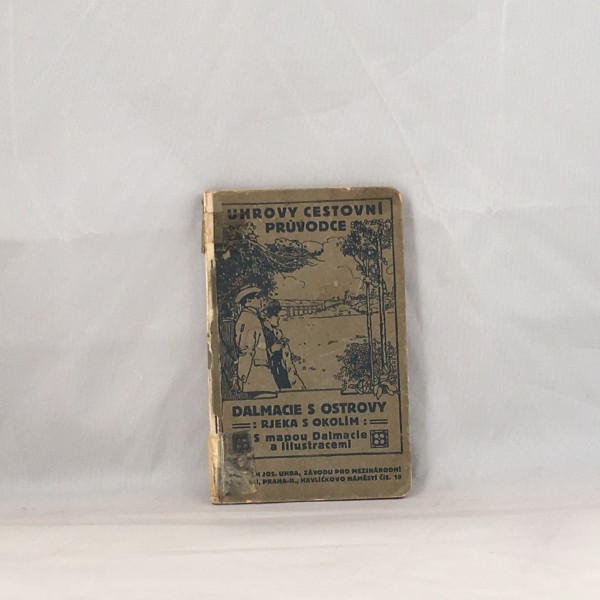 UHROVY CESTOVNÍ
PRŮVODCE
DALMACIE S OSTROVY
: RJEKA S OKOLÍM :
S mapou Dalmacie
a illustracemi
JOS. UHRA, ZÁVODU PRO MEZINÁRODNÍ
PRAHA-II., HAVLÍČKOVO NÁMĚSTÍ ČÍS. 19